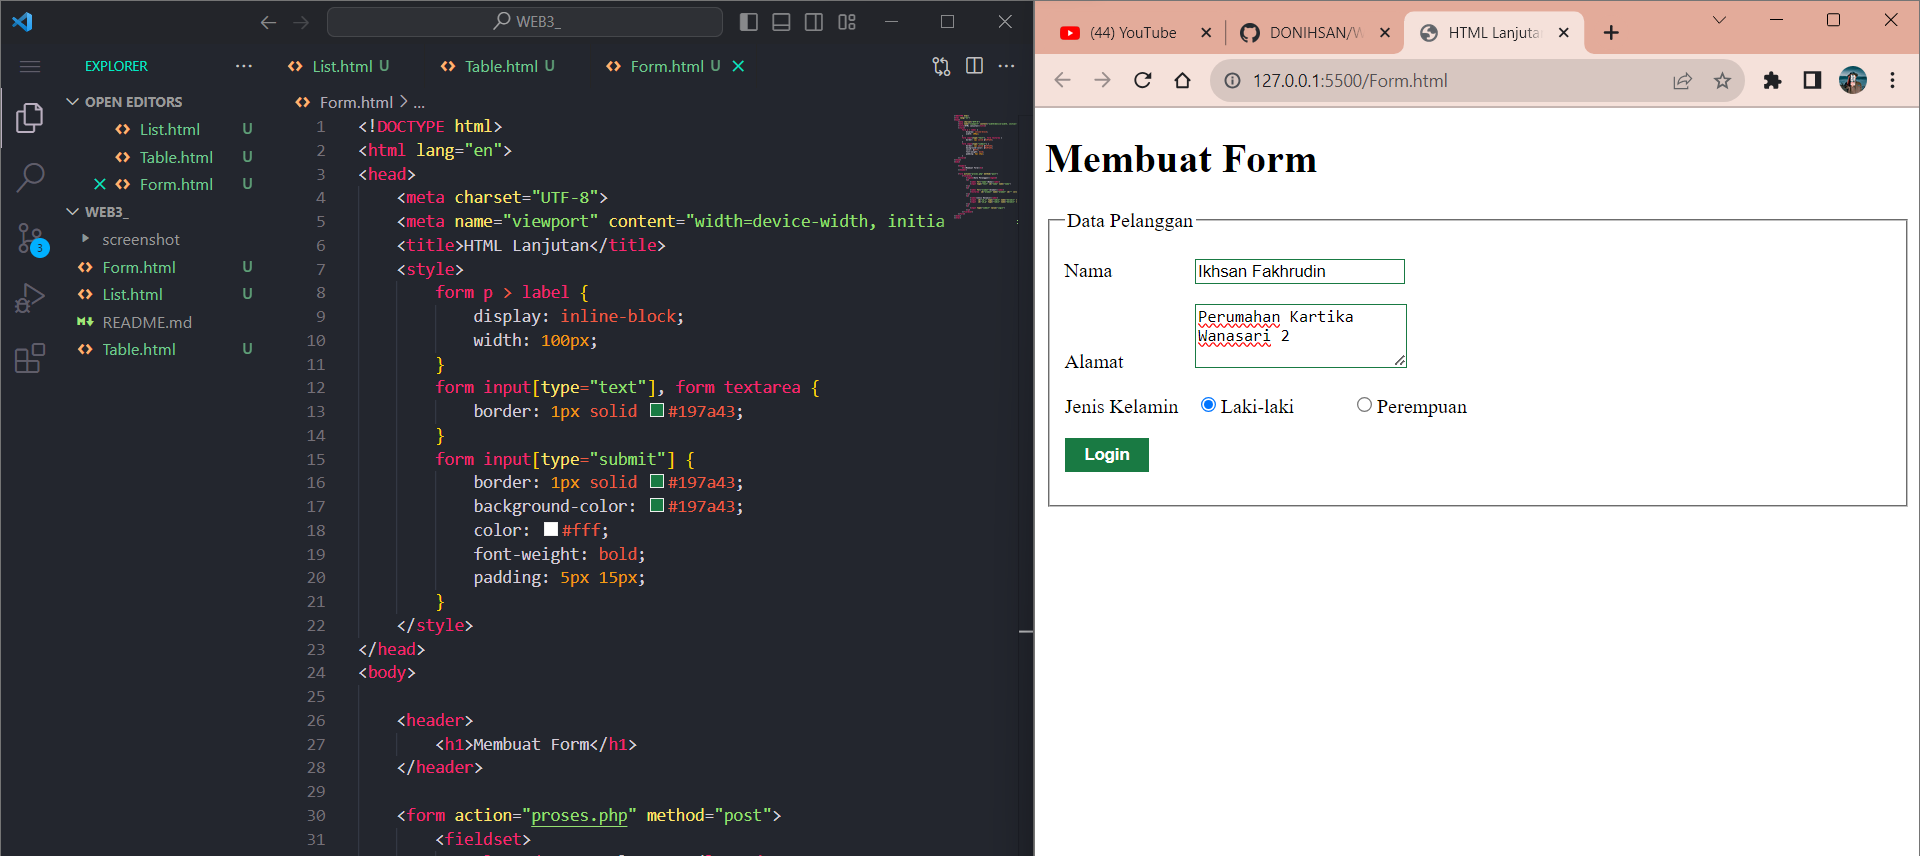 WEB3_
EXPLORER
OPEN EDITORS
List.html U
Table.html U
Form.html U
WEB3_
screenshot
Form.html U
List.html U
README.md
Table.html U
3
List.html U
Table.html U
Form.html U
Form.html > ...
1 <!DOCTYPE html>
2 <html lang="en">
3 <head>
4 <meta charset="UTF-8">
5 <meta name="viewport" content="width=device-width, initia
6 <title>HTML Lanjutan</title>
7 <style>
8 form p > label {
9 display: inline-block;
10 width: 100px;
11 }
12 form input[type="text"], form textarea {
13 border: 1px solid #197a43;
14 }
15 form input[type="submit"] {
16 border: 1px solid #197a43;
17 background-color: #197a43;
18 color: #fff;
19 font-weight: bold;
20 padding: 5px 15px;
21 }
22 </style>
23 </head>
24 <body>
25
26 <header>
27 <h1>Membuat Form</h1>
28 </header>
29
30 <form action="proses.php" method="post">
31 <fieldset>
(44) YouTube
DONIHSAN/W
HTML Lanjutan
127.0.0.1:5500/Form.html
Membuat Form
Data Pelanggan
Nama Ikhsan Fakhrudin
Perumahan Kartika
Wanasari 2
Alamat
Jenis Kelamin Laki-laki Perempuan
Login